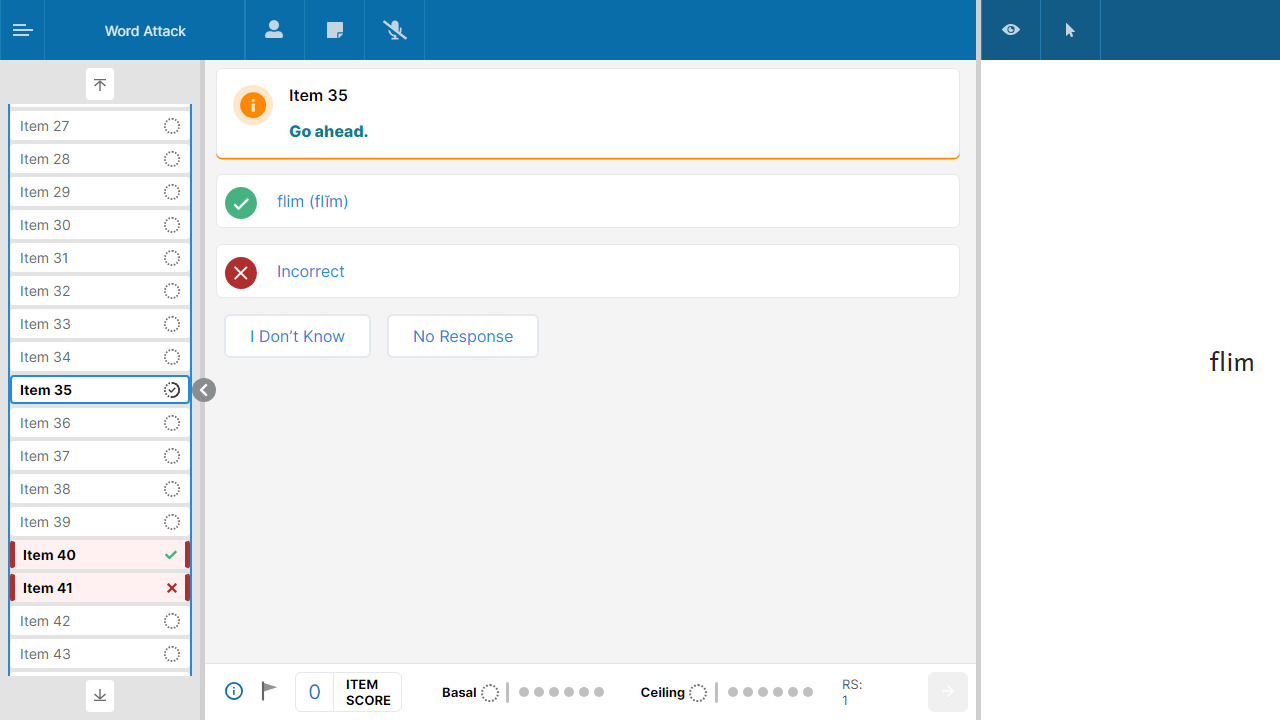 Word Attack
Item 27
Item 28
Item 29
Item 30
Item 31
Item 32
Item 33
Item 34
Item 35
Item 36
Item 37
Item 38
Item 39
Item 40
Item 41
Item 42
Item 43
Item 35
Go ahead.
flim (flĭm)
Incorrect
I Don’t Know
No Response
0
ITEM
SCORE
Basal
Ceiling
RS:
1
flim